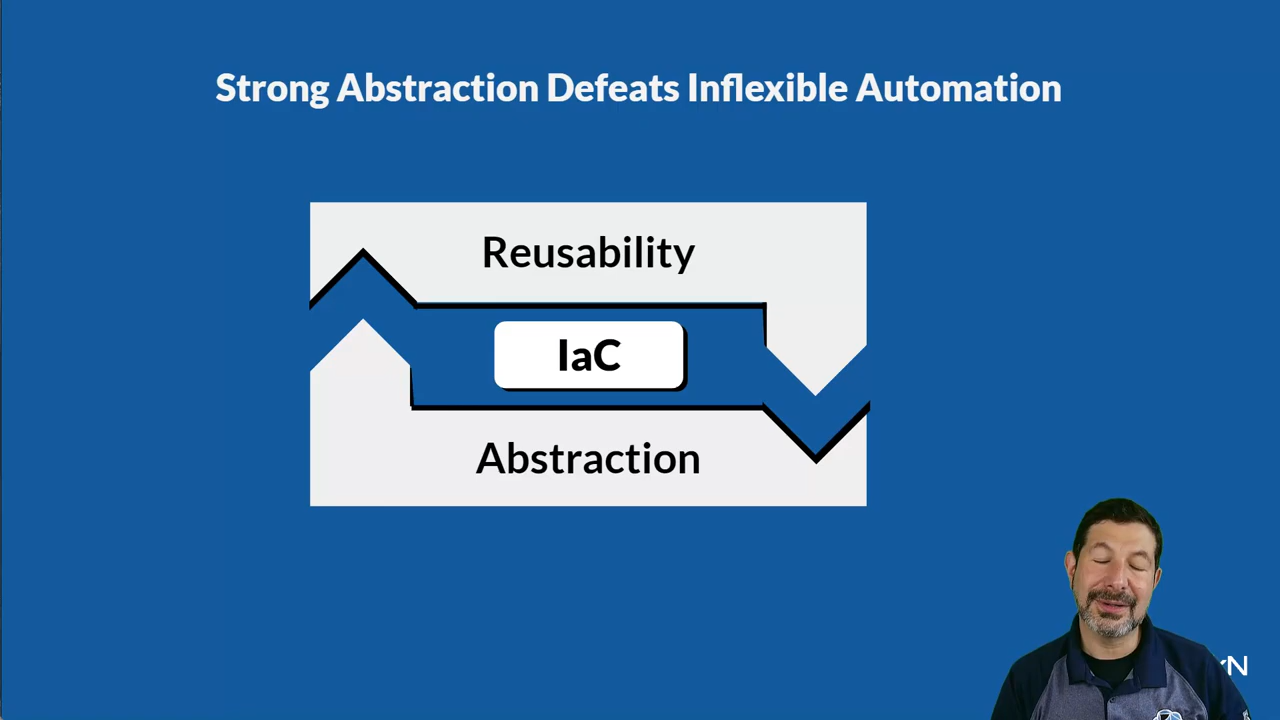 Strong Abstraction Defeats Inflexible Automation
Reusability
IaC
Abstraction
N